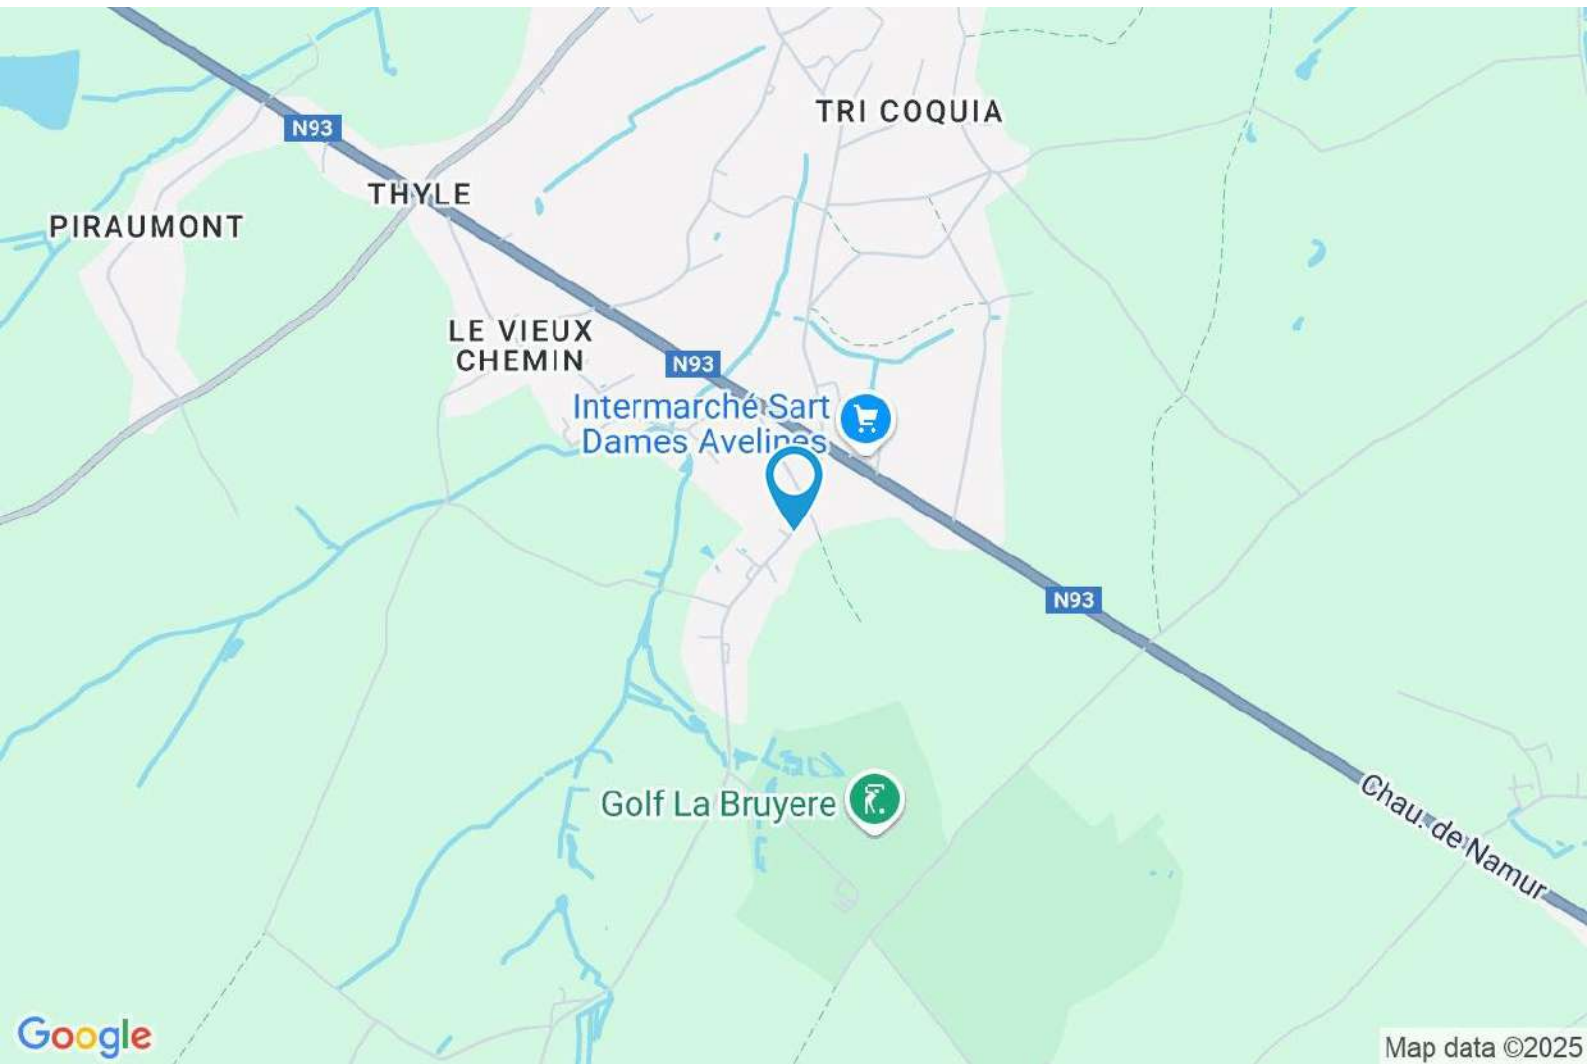 TRI COQUIA
N93
THYLE
PIRAUMONT
LE VIEUX
CHEMIN
N93
Intermarché Sart
Dames Avelines
N93
Golf La Bruyere
Chau. de Namur
Google
Map data ©2025